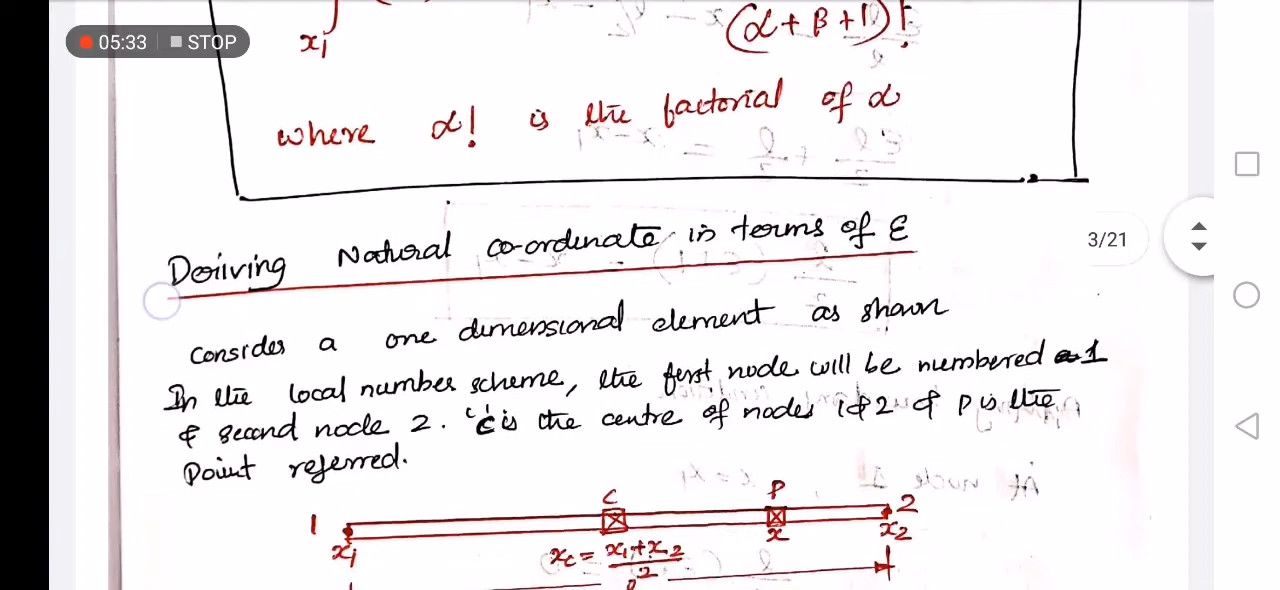 05:33 STOP
x1
(α + β + 1)!
where α! is the factorial of α
Deriving Natural co-ordinate in terms of ε
3/21
Consider a one dimensional element as shown
In the local number scheme, the first node will be numbered 1
& second node 2. 'C' is the centre of nodes 1 & 2 & P is the
Point referred.
C P
1 2
x1 xc = x1 + x2 / 2 x x2